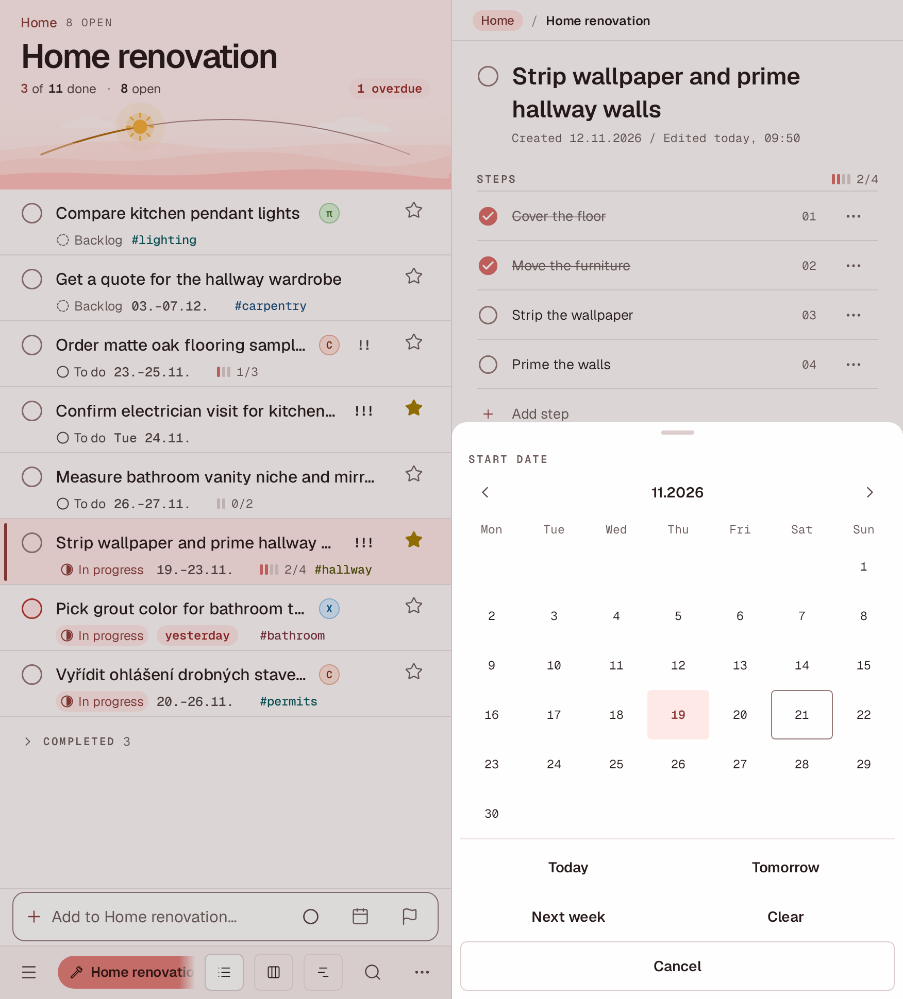 Home 8 OPEN
Home renovation
3 of 11 done · 8 open
1 overdue
Compare kitchen pendant lights π
Backlog #lighting
Get a quote for the hallway wardrobe
Backlog 03.–07.12. #carpentry
Order matte oak flooring sampl… C !!
To do 23.–25.11. 1/3
Confirm electrician visit for kitchen… !!!
To do Tue 24.11.
Measure bathroom vanity niche and mirr…
To do 26.–27.11. 0/2
Strip wallpaper and prime hallway … !!!
In progress 19.–23.11. 2/4 #hallway
Pick grout color for bathroom t… X
In progress yesterday #bathroom
Vyřídit ohlášení drobných stave… C
In progress 20.–26.11. #permits
COMPLETED 3
+ Add to Home renovation…
Home renovatio
Home / Home renovation
Strip wallpaper and prime
hallway walls
Created 12.11.2026 / Edited today, 09:50
STEPS 2/4
Cover the floor 01
Move the furniture 02
Strip the wallpaper 03
Prime the walls 04
+ Add step
START DATE
11.2026
Mon Tue Wed Thu Fri Sat Sun
1
2 3 4 5 6 7 8
9 10 11 12 13 14 15
16 17 18 19 20 21 22
23 24 25 26 27 28 29
30
Today Tomorrow
Next week Clear
Cancel